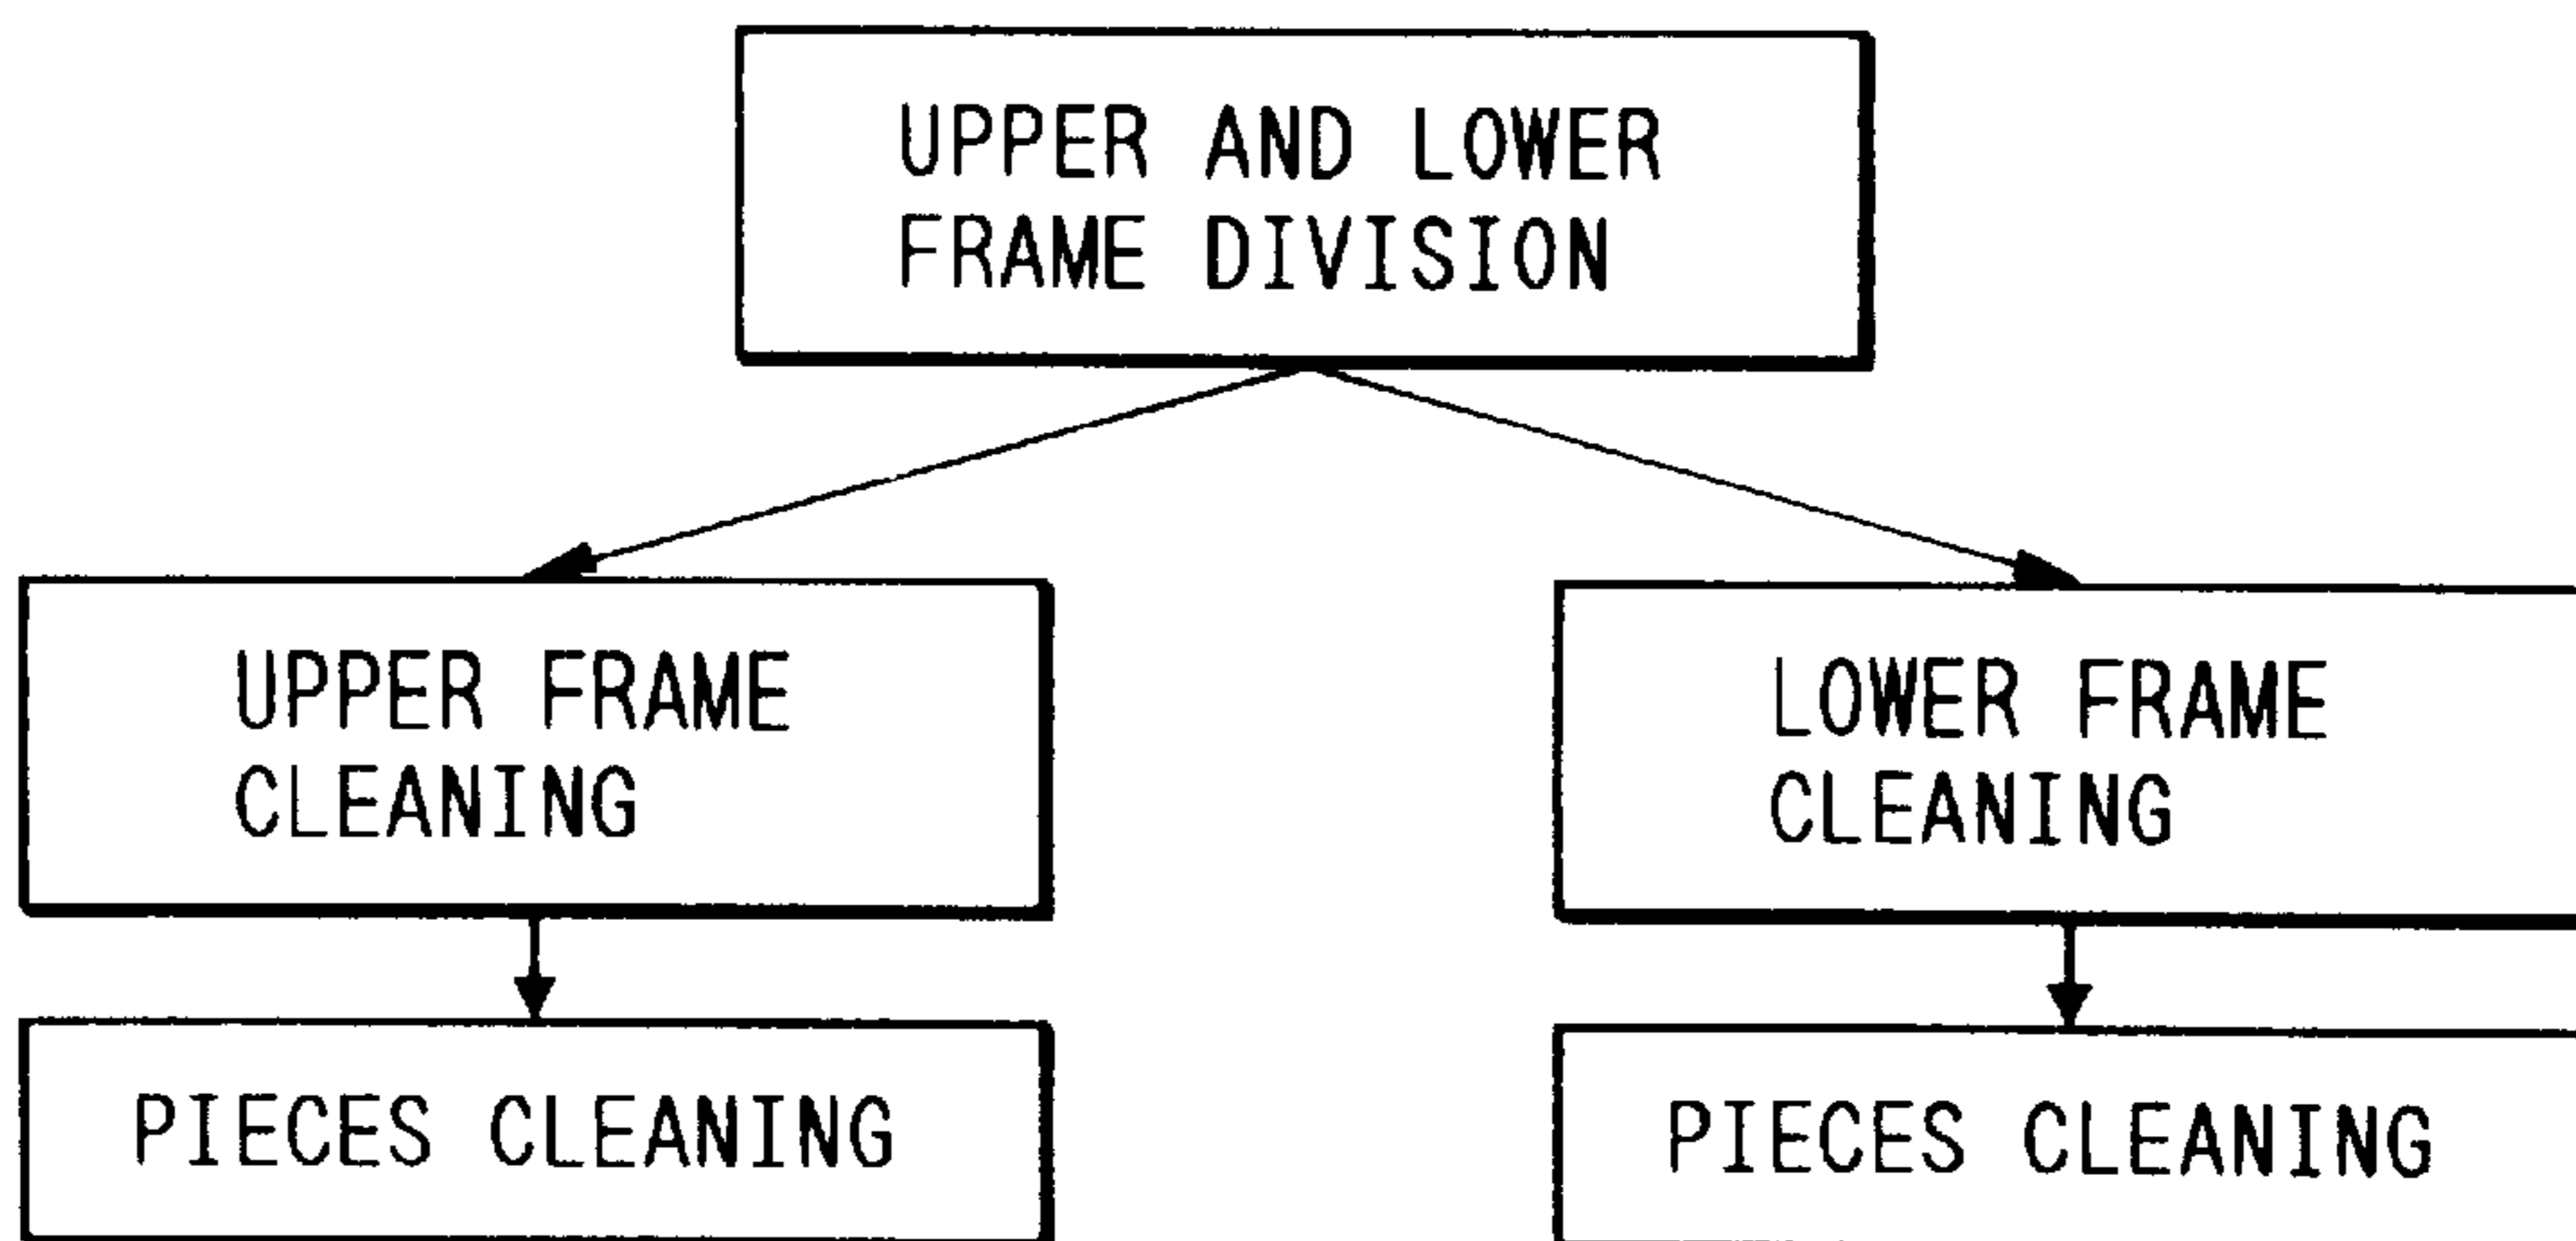 UPPER AND LOWER
FRAME DIVISION
UPPER FRAME
CLEANING
LOWER FRAME
CLEANING
PIECES CLEANING
PIECES CLEANING